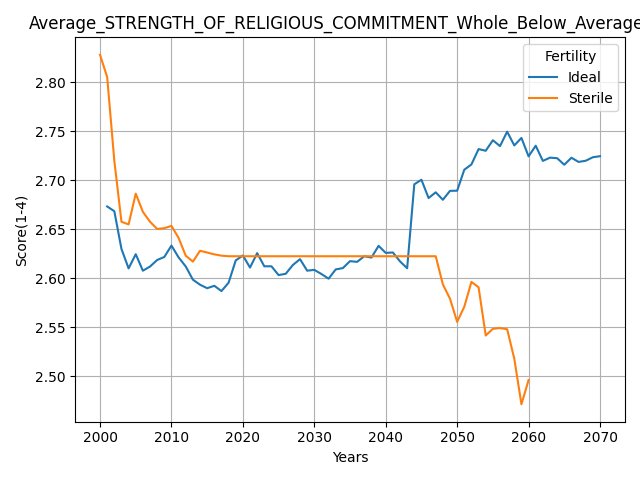 Average_STRENGTH_OF_RELIGIOUS_COMMITMENT_Whole_Below_Average
Fertility
Ideal
Sterile
2.80
2.75
2.70
2.65
2.60
2.55
2.50
Score(1-4)
2000 2010 2020 2030 2040 2050 2060 2070
Years